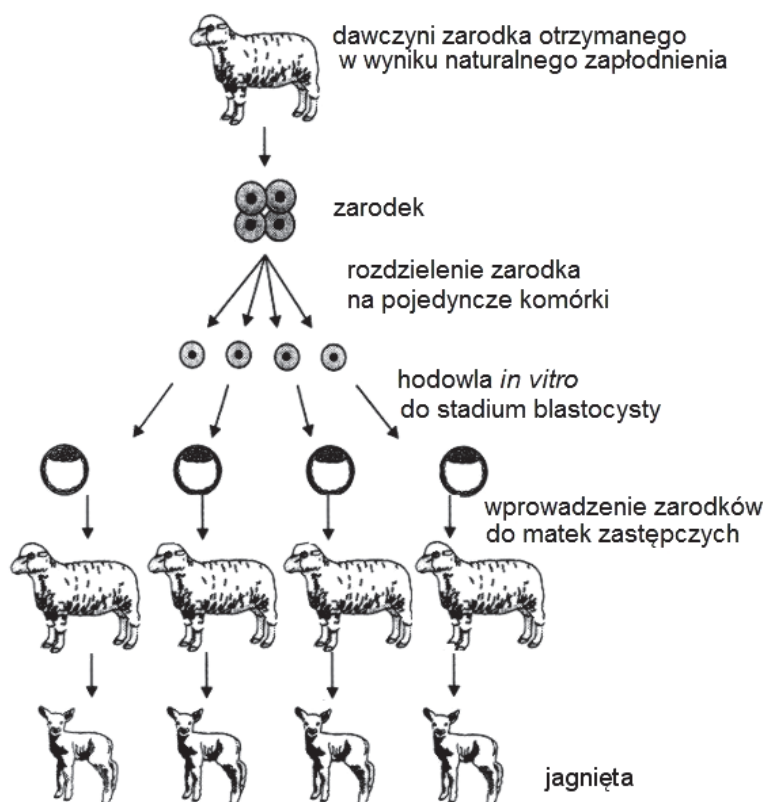 dawczyni zarodka otrzymanego
w wyniku naturalnego zapłodnienia
zarodek
rozdzielenie zarodka
na pojedyncze komórki
hodowla in vitro
do stadium blastocysty
wprowadzenie zarodków
do matek zastępczych
jagnięta